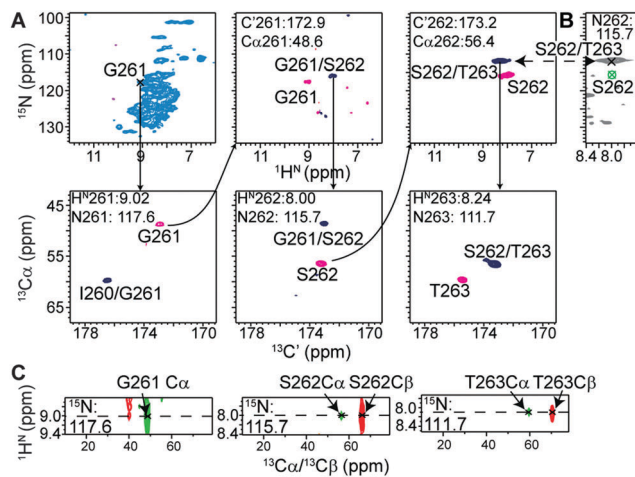 A
100
110
120
130
¹⁵N (ppm)
G261
11 9 7
C'261:172.9
Cα261:48.6
G261/S262
G261
11 9 7
¹Hᴺ (ppm)
C'262:173.2
Cα262:56.4
S262/T263
S262
11 9 7
B
N262:
115.7
S262/T263
S262
8.4 8.0
45
55
65
¹³Cα (ppm)
Hᴺ261:9.02
N261: 117.6
G261
I260/G261
178 174 170
Hᴺ262:8.00
N262: 115.7
G261/S262
S262
178 174 170
¹³C' (ppm)
Hᴺ263:8.24
N263: 111.7
S262/T263
T263
178 174 170
C
G261 Cα
S262Cα S262Cβ
T263Cα T263Cβ
¹Hᴺ (ppm)
9.0
9.4
¹⁵N:
117.6
20 40 60
8.0
8.4
¹⁵N:
115.7
20 40 60
8.0
8.4
¹⁵N:
111.7
20 40 60
¹³Cα/¹³Cβ (ppm)